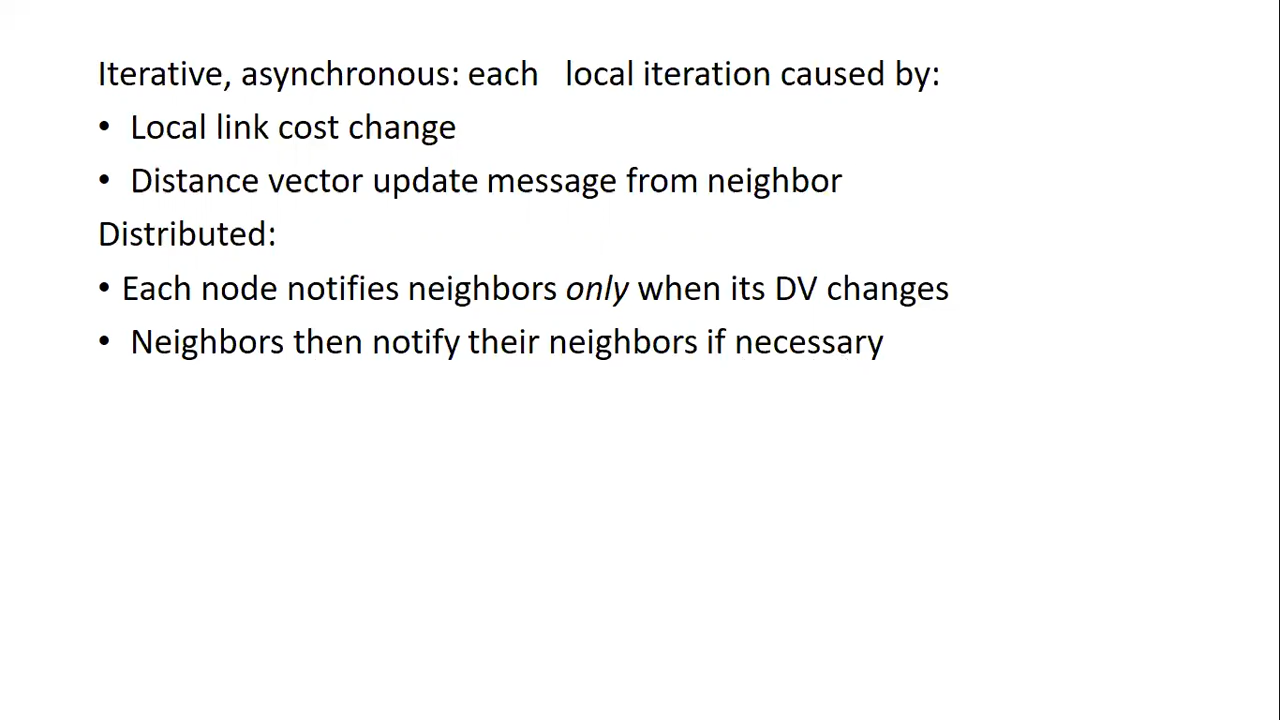 Iterative, asynchronous: each   local iteration caused by:
• Local link cost change
• Distance vector update message from neighbor
Distributed:
• Each node notifies neighbors only when its DV changes
• Neighbors then notify their neighbors if necessary